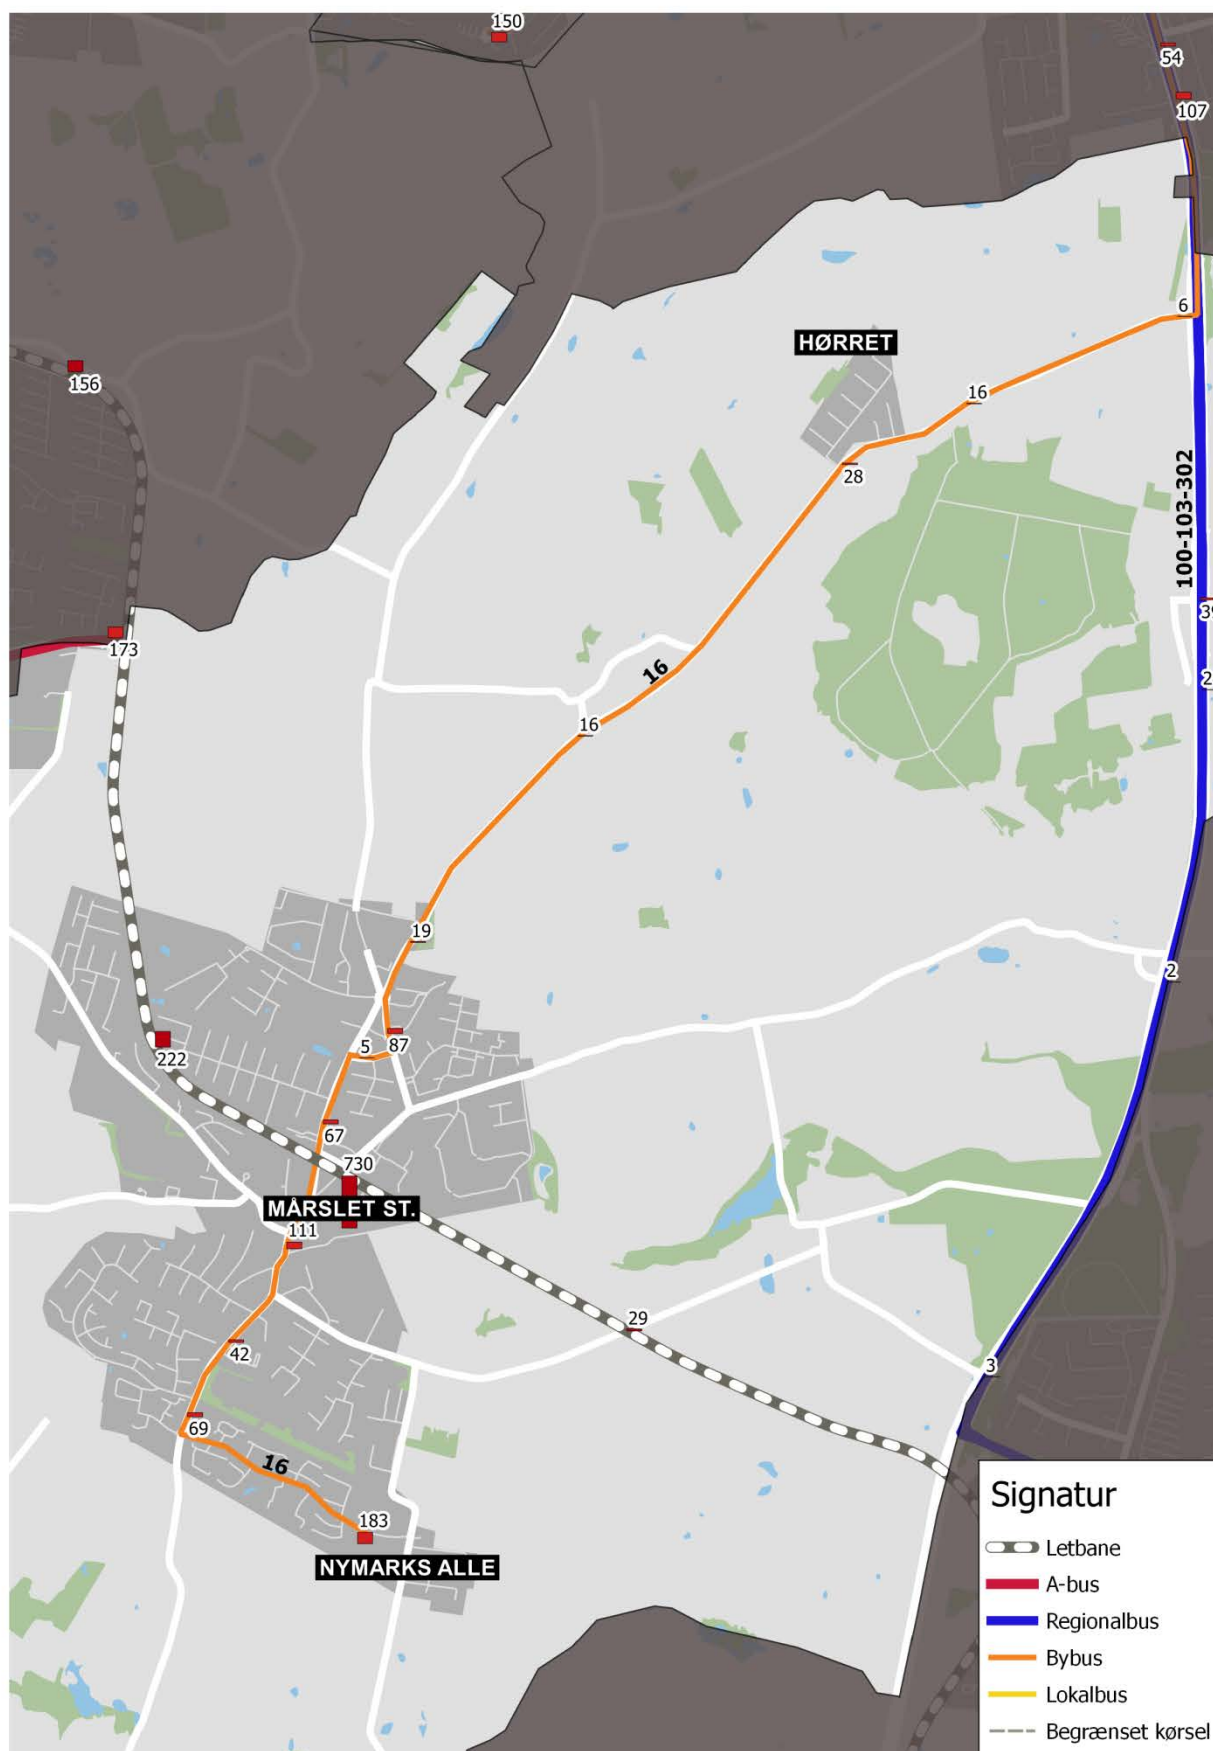 150
54
107
6
HØRRET
156
16
28
100-103-302
173
16
16
19
2
5
87
222
67
730
MÅRSLET ST.
111
29
42
3
69
16
183
NYMARKS ALLE
Signatur
Letbane
A-bus
Regionalbus
Bybus
Lokalbus
Begrænset kørsel